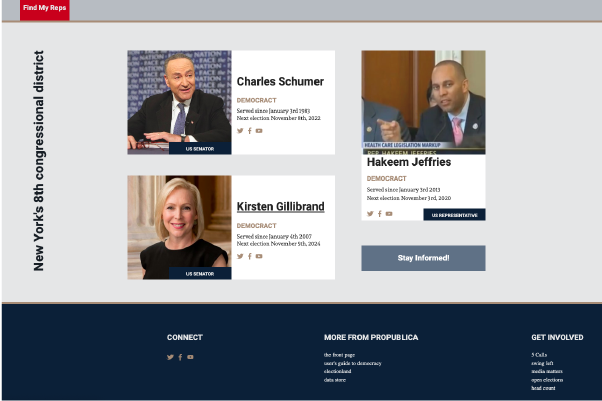 Find My Reps
New York's 8th congressional district
Charles Schumer
DEMOCRACT
Served since January 3rd 1983
Next election November 8th, 2022
US SENATOR
Kirsten Gillibrand
DEMOCRACT
Served since January 4th 2007
Next election November 5th, 2024
US SENATOR
HEALTH CARE LEGISLATION MARKUP
REP. HAKEEM JEFFRIES
Hakeem Jeffries
DEMOCRACT
Served since January 3rd 2013
Next election November 3rd, 2020
US REPRESENTATIVE
Stay Informed!
CONNECT
MORE FROM PROPUBLICA
the front page
user's guide to democracy
electionland
data store
GET INVOLVED
5 Calls
swing left
media matters
open elections
head count